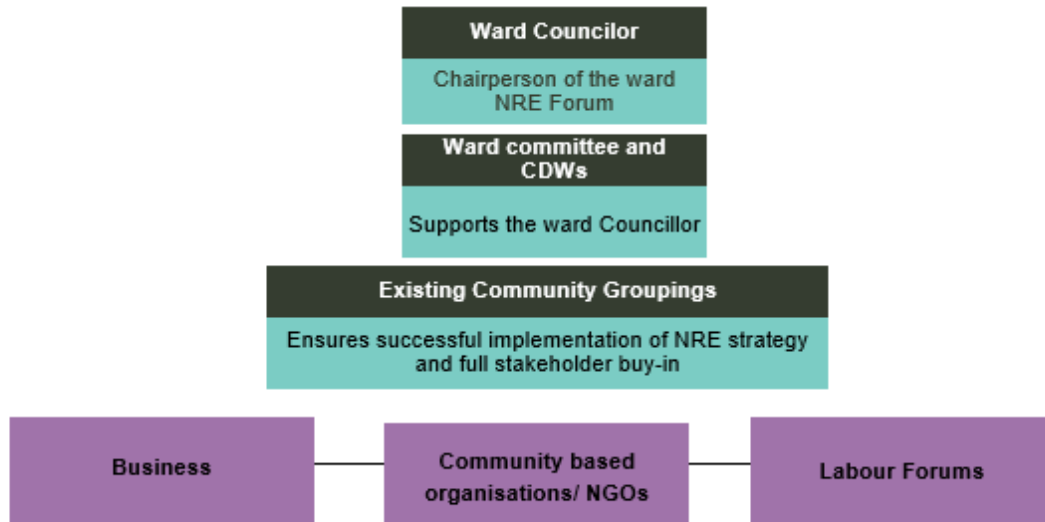 Ward Councilor
Chairperson of the ward
NRE Forum
Ward committee and
CDWs
Supports the ward Councillor
Existing Community Groupings
Ensures successful implementation of NRE strategy
and full stakeholder buy-in
Business
Community based
organisations/ NGOs
Labour Forums